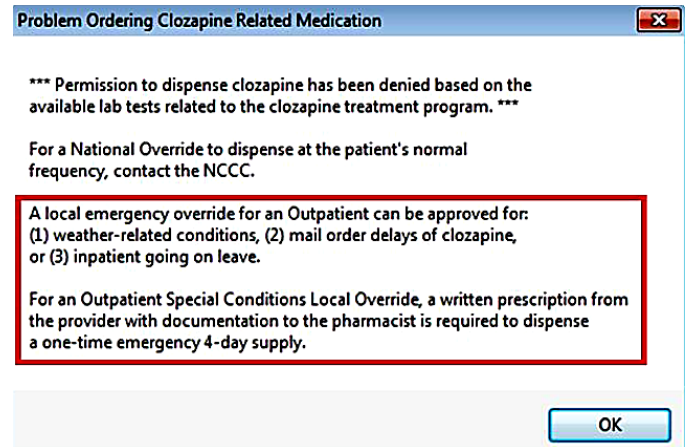 Problem Ordering Clozapine Related Medication
*** Permission to dispense clozapine has been denied based on the
available lab tests related to the clozapine treatment program. ***
For a National Override to dispense at the patient's normal
frequency, contact the NCCC.
A local emergency override for an Outpatient can be approved for:
(1) weather-related conditions, (2) mail order delays of clozapine,
or (3) inpatient going on leave.
For an Outpatient Special Conditions Local Override, a written prescription from
the provider with documentation to the pharmacist is required to dispense
a one-time emergency 4-day supply.
OK